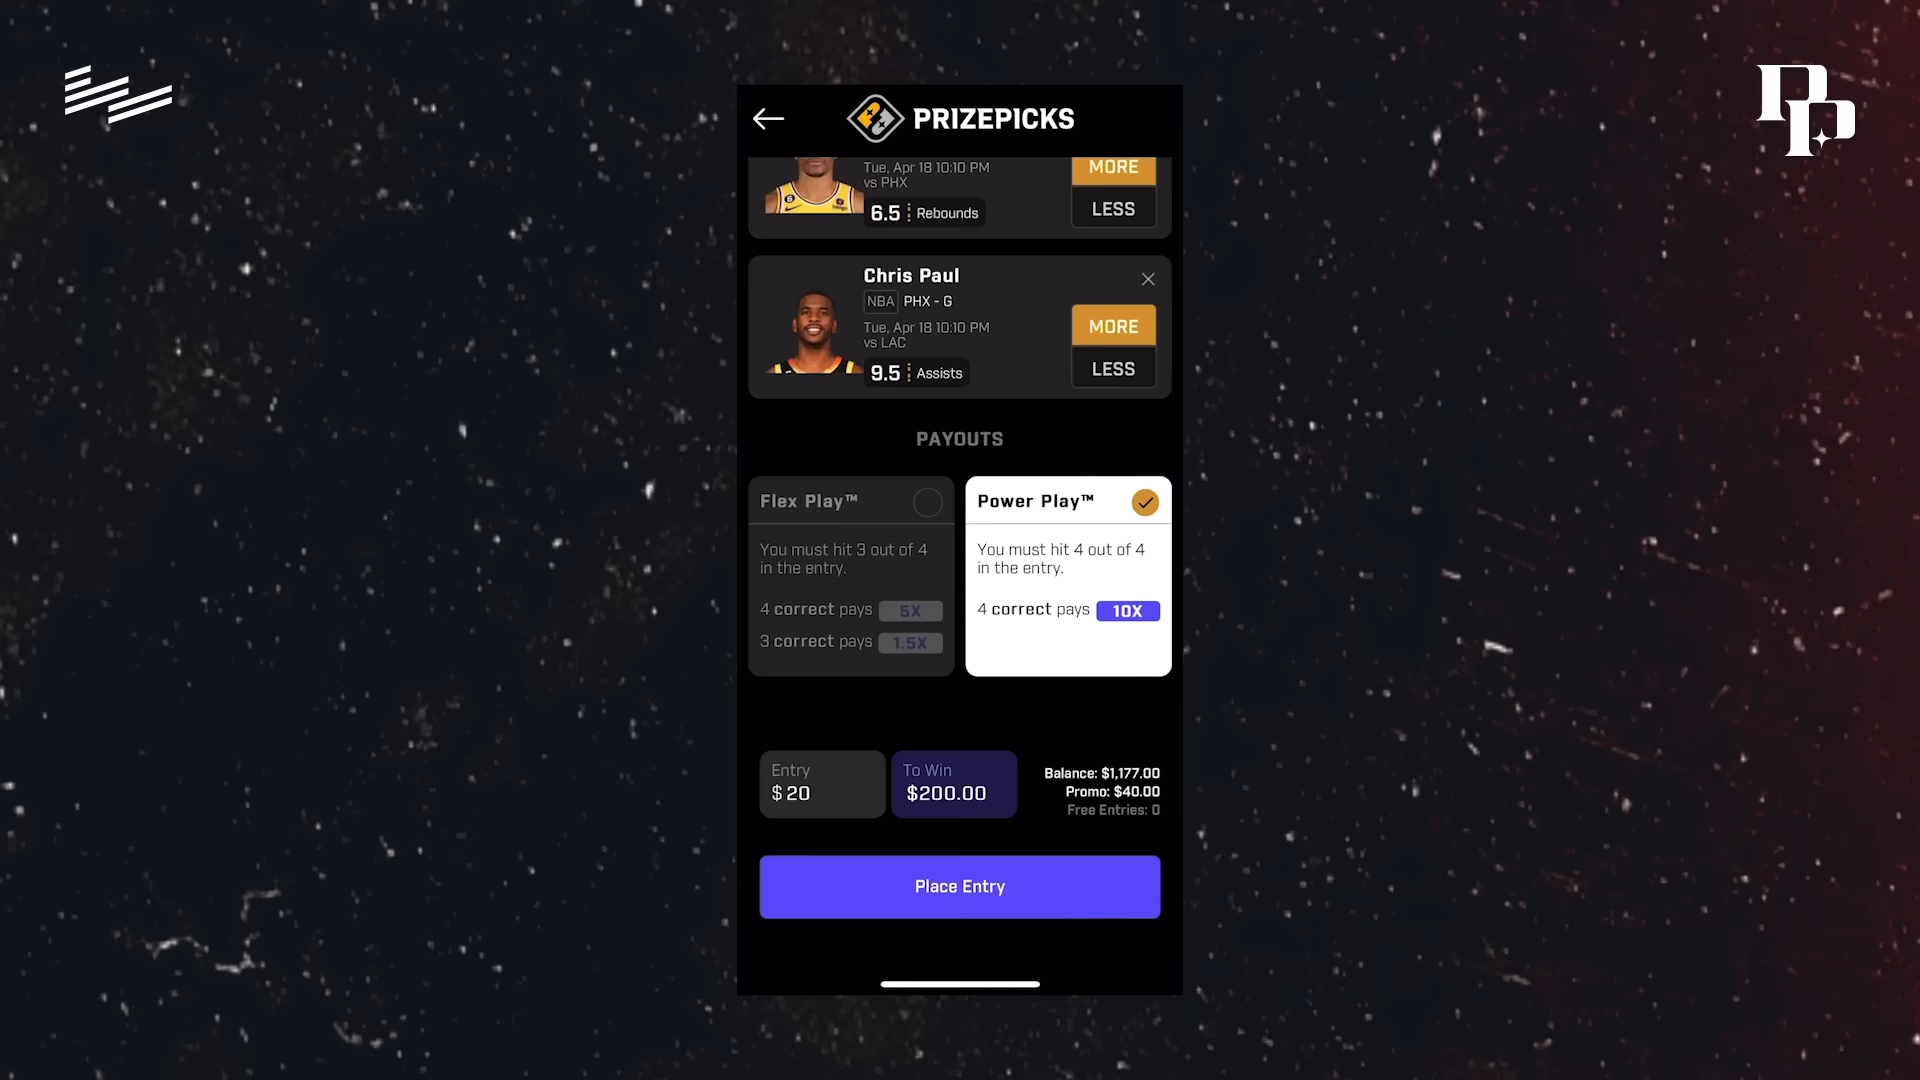 PRIZEPICKS
Tue, Apr 18 10:10 PM
vs PHX
MORE
6.5 Rebounds
LESS
Chris Paul
NBA PHX - G
Tue, Apr 18 10:10 PM
vs LAC
MORE
9.5 Assists
LESS
PAYOUTS
Flex Play™
You must hit 3 out of 4
in the entry.
4 correct pays 5X
3 correct pays 1.5X
Power Play™
You must hit 4 out of 4
in the entry.
4 correct pays 10X
Entry
$ 20
To Win
$200.00
Balance: $1,177.00
Promo: $40.00
Free Entries: 0
Place Entry
PP